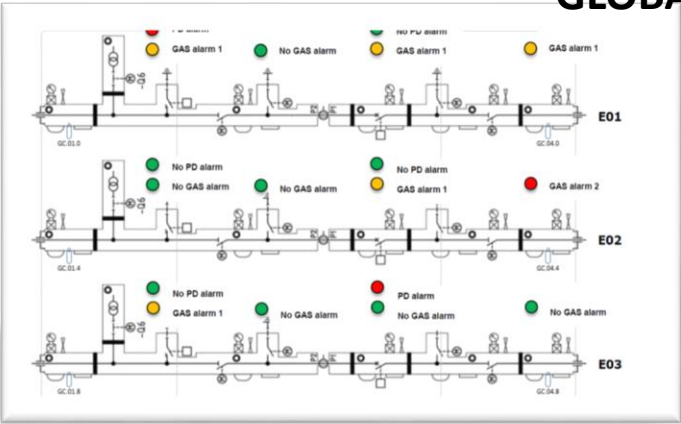 GLOBA
PD alarm
No PD alarm
GAS alarm 1
No GAS alarm
GAS alarm 1
GAS alarm 1
E01
GC.01.0
GC.04.0
No PD alarm
No PD alarm
No GAS alarm
No GAS alarm
GAS alarm 1
GAS alarm 2
E02
GC.01.4
GC.04.4
No PD alarm
PD alarm
GAS alarm 1
No GAS alarm
No GAS alarm
No GAS alarm
E03
GC.01.8
GC.04.8